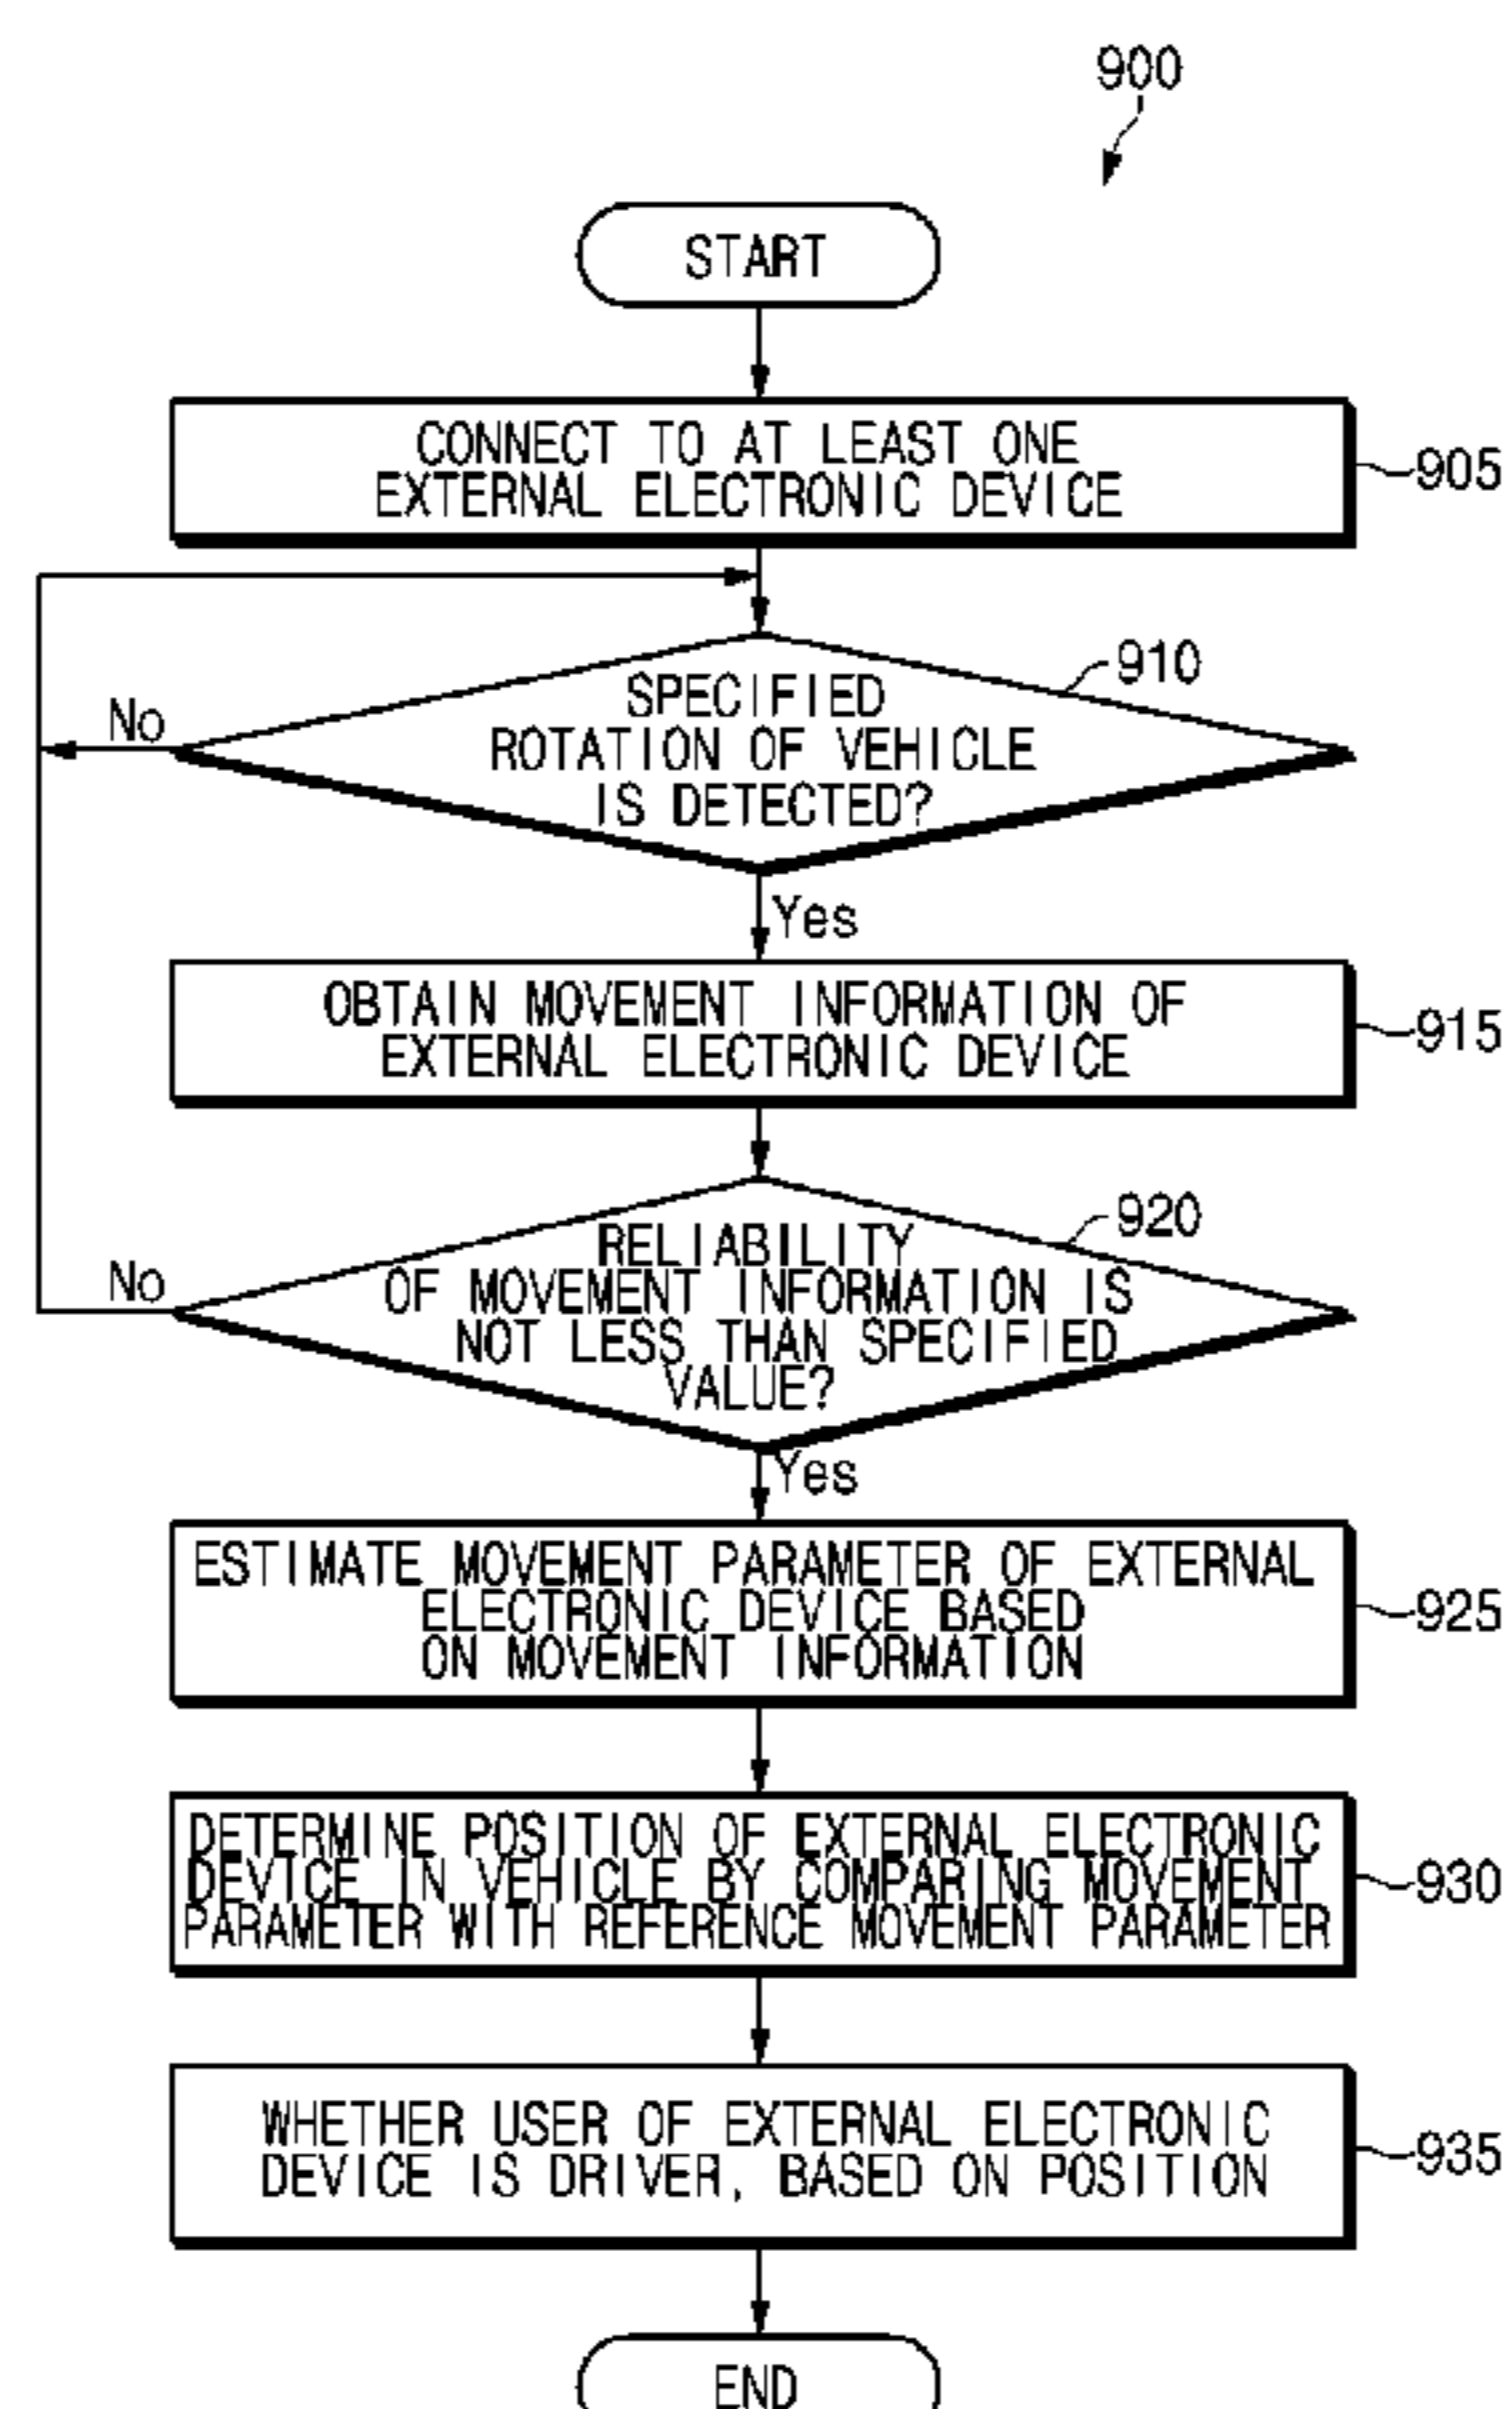 900
START
CONNECT TO AT LEAST ONE
EXTERNAL ELECTRONIC DEVICE
905
SPECIFIED
ROTATION OF VEHICLE
IS DETECTED?
910
No
Yes
OBTAIN MOVEMENT INFORMATION OF
EXTERNAL ELECTRONIC DEVICE
915
RELIABILITY
OF MOVEMENT INFORMATION IS
NOT LESS THAN SPECIFIED
VALUE?
920
No
Yes
ESTIMATE MOVEMENT PARAMETER OF EXTERNAL
ELECTRONIC DEVICE BASED
ON MOVEMENT INFORMATION
925
DETERMINE POSITION OF EXTERNAL ELECTRONIC
DEVICE IN VEHICLE BY COMPARING MOVEMENT
PARAMETER WITH REFERENCE MOVEMENT PARAMETER
930
WHETHER USER OF EXTERNAL ELECTRONIC
DEVICE IS DRIVER, BASED ON POSITION
935
END